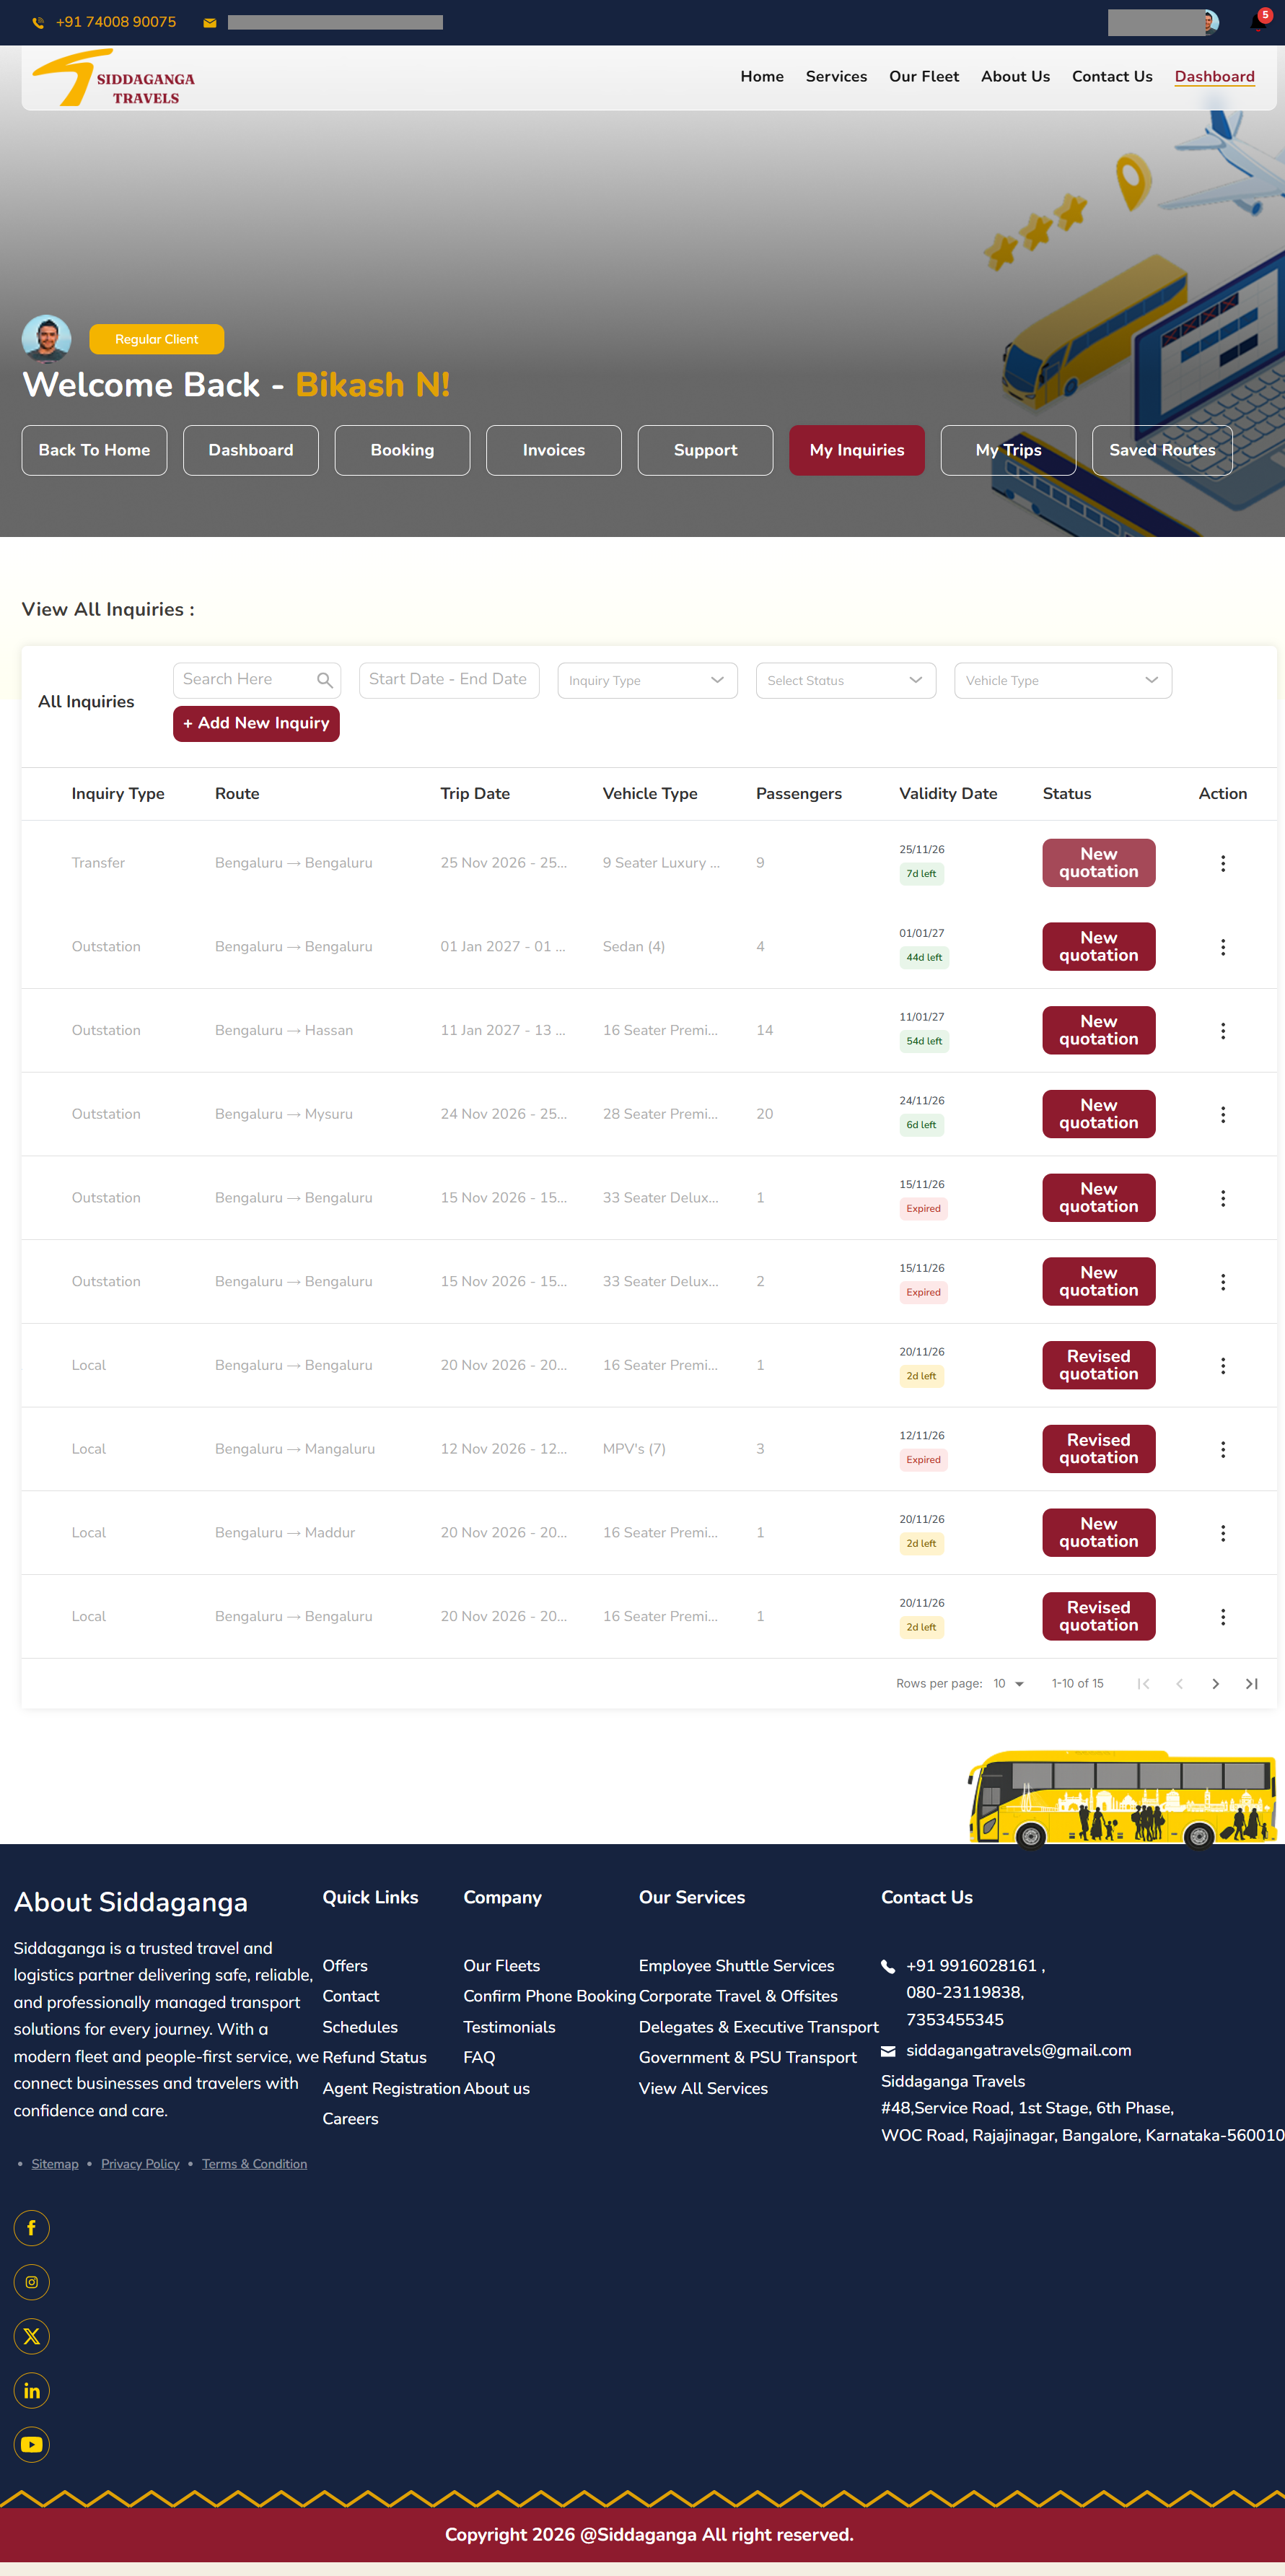 +91 74008 90075
5
SIDDAGANGA
TRAVELS
Home Services Our Fleet About Us Contact Us Dashboard
Regular Client
Welcome Back - Bikash N!
Back To Home Dashboard Booking Invoices Support My Inquiries My Trips Saved Routes
View All Inquiries :
All Inquiries
Search Here Start Date - End Date Inquiry Type Select Status Vehicle Type
+ Add New Inquiry
Inquiry Type Route Trip Date Vehicle Type Passengers Validity Date Status Action
Transfer Bengaluru → Bengaluru 25 Nov 2026 - 25... 9 Seater Luxury ... 9 25/11/26 7d left New quotation
Outstation Bengaluru → Bengaluru 01 Jan 2027 - 01 ... Sedan (4) 4 01/01/27 44d left New quotation
Outstation Bengaluru → Hassan 11 Jan 2027 - 13 ... 16 Seater Premi... 14 11/01/27 54d left New quotation
Outstation Bengaluru → Mysuru 24 Nov 2026 - 25... 28 Seater Premi... 20 24/11/26 6d left New quotation
Outstation Bengaluru → Bengaluru 15 Nov 2026 - 15... 33 Seater Delux... 1 15/11/26 Expired New quotation
Outstation Bengaluru → Bengaluru 15 Nov 2026 - 15... 33 Seater Delux... 2 15/11/26 Expired New quotation
Local Bengaluru → Bengaluru 20 Nov 2026 - 20... 16 Seater Premi... 1 20/11/26 2d left Revised quotation
Local Bengaluru → Mangaluru 12 Nov 2026 - 12... MPV's (7) 3 12/11/26 Expired Revised quotation
Local Bengaluru → Maddur 20 Nov 2026 - 20... 16 Seater Premi... 1 20/11/26 2d left New quotation
Local Bengaluru → Bengaluru 20 Nov 2026 - 20... 16 Seater Premi... 1 20/11/26 2d left Revised quotation
Rows per page: 10 1-10 of 15
About Siddaganga
Siddaganga is a trusted travel and
logistics partner delivering safe, reliable,
and professionally managed transport
solutions for every journey. With a
modern fleet and people-first service, we
connect businesses and travelers with
confidence and care.
• Sitemap • Privacy Policy • Terms & Condition
Quick Links
Offers
Contact
Schedules
Refund Status
Agent Registration
Careers
Company
Our Fleets
Confirm Phone Booking
Testimonials
FAQ
About us
Our Services
Employee Shuttle Services
Corporate Travel & Offsites
Delegates & Executive Transport
Government & PSU Transport
View All Services
Contact Us
+91 9916028161 ,
080-23119838,
7353455345
siddagangatravels@gmail.com
Siddaganga Travels
#48,Service Road, 1st Stage, 6th Phase,
WOC Road, Rajajinagar, Bangalore, Karnataka-560010
Copyright 2026 @Siddaganga All right reserved.